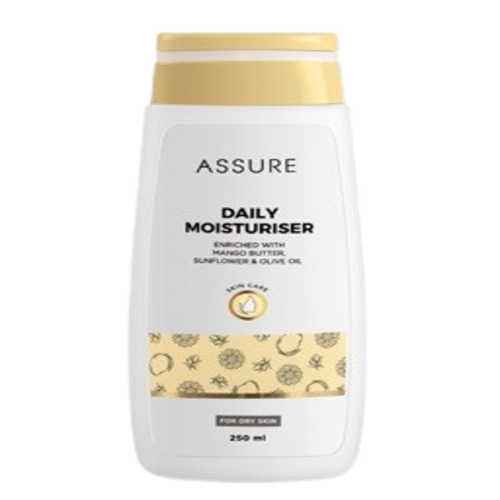 ASSURE
DAILY
MOISTURISER
ENRICHED WITH
MANGO BUTTER,
SUNFLOWER & OLIVE OIL
SKIN CARE
FOR DRY SKIN
250 ml